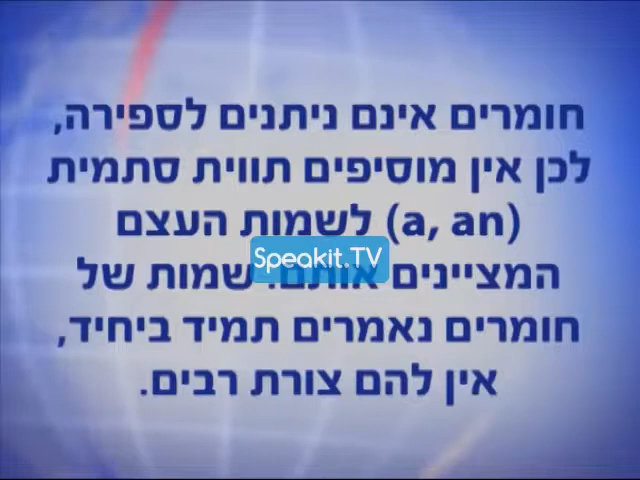 חומרים אינם ניתנים לספירה,
לכן אין מוסיפים תווית סתמית
(a, an) לשמות העצם
Speakit.TV
המציינים אותם. שמות של
חומרים נאמרים תמיד ביחיד,
אין להם צורת רבים.